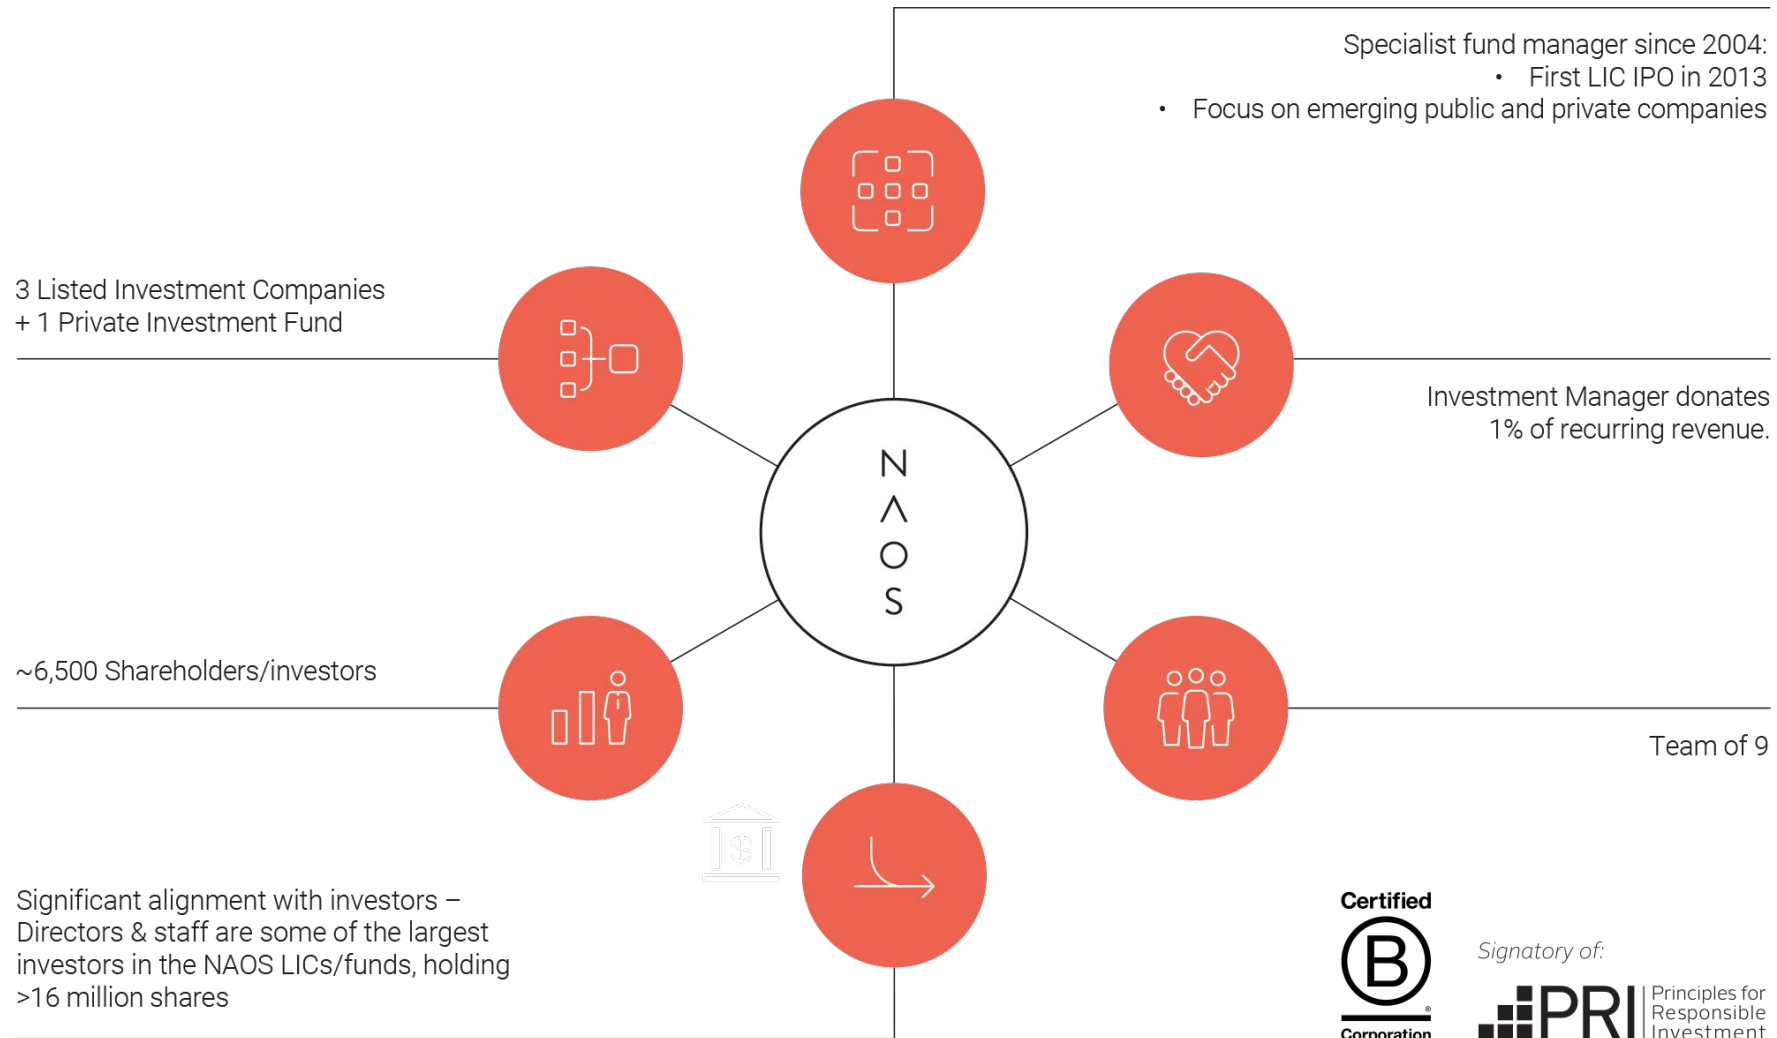 Specialist fund manager since 2004:
• First LIC IPO in 2013
• Focus on emerging public and private companies
3 Listed Investment Companies
+ 1 Private Investment Fund
Investment Manager donates
1% of recurring revenue.
N
Λ
O
S
~6,500 Shareholders/investors
Team of 9
$
Significant alignment with investors –
Directors & staff are some of the largest
investors in the NAOS LICs/funds, holding
>16 million shares
Certified
B
®
Corporation
Signatory of:
PRI
Principles for
Responsible
Investment